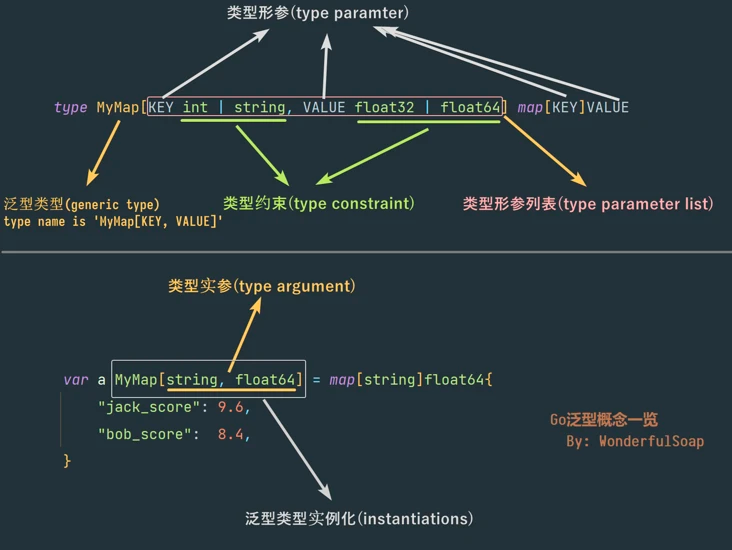 类型形参(type paramter)
type MyMap[KEY int | string, VALUE float32 | float64] map[KEY]VALUE
泛型类型(generic type)
type name is 'MyMap[KEY, VALUE]'
类型约束(type constraint)
类型形参列表(type parameter list)
类型实参(type argument)
var a MyMap[string, float64] = map[string]float64{
"jack_score": 9.6,
"bob_score": 8.4,
}
Go泛型概念一览
By: WonderfulSoap
泛型类型实例化(instantiations)